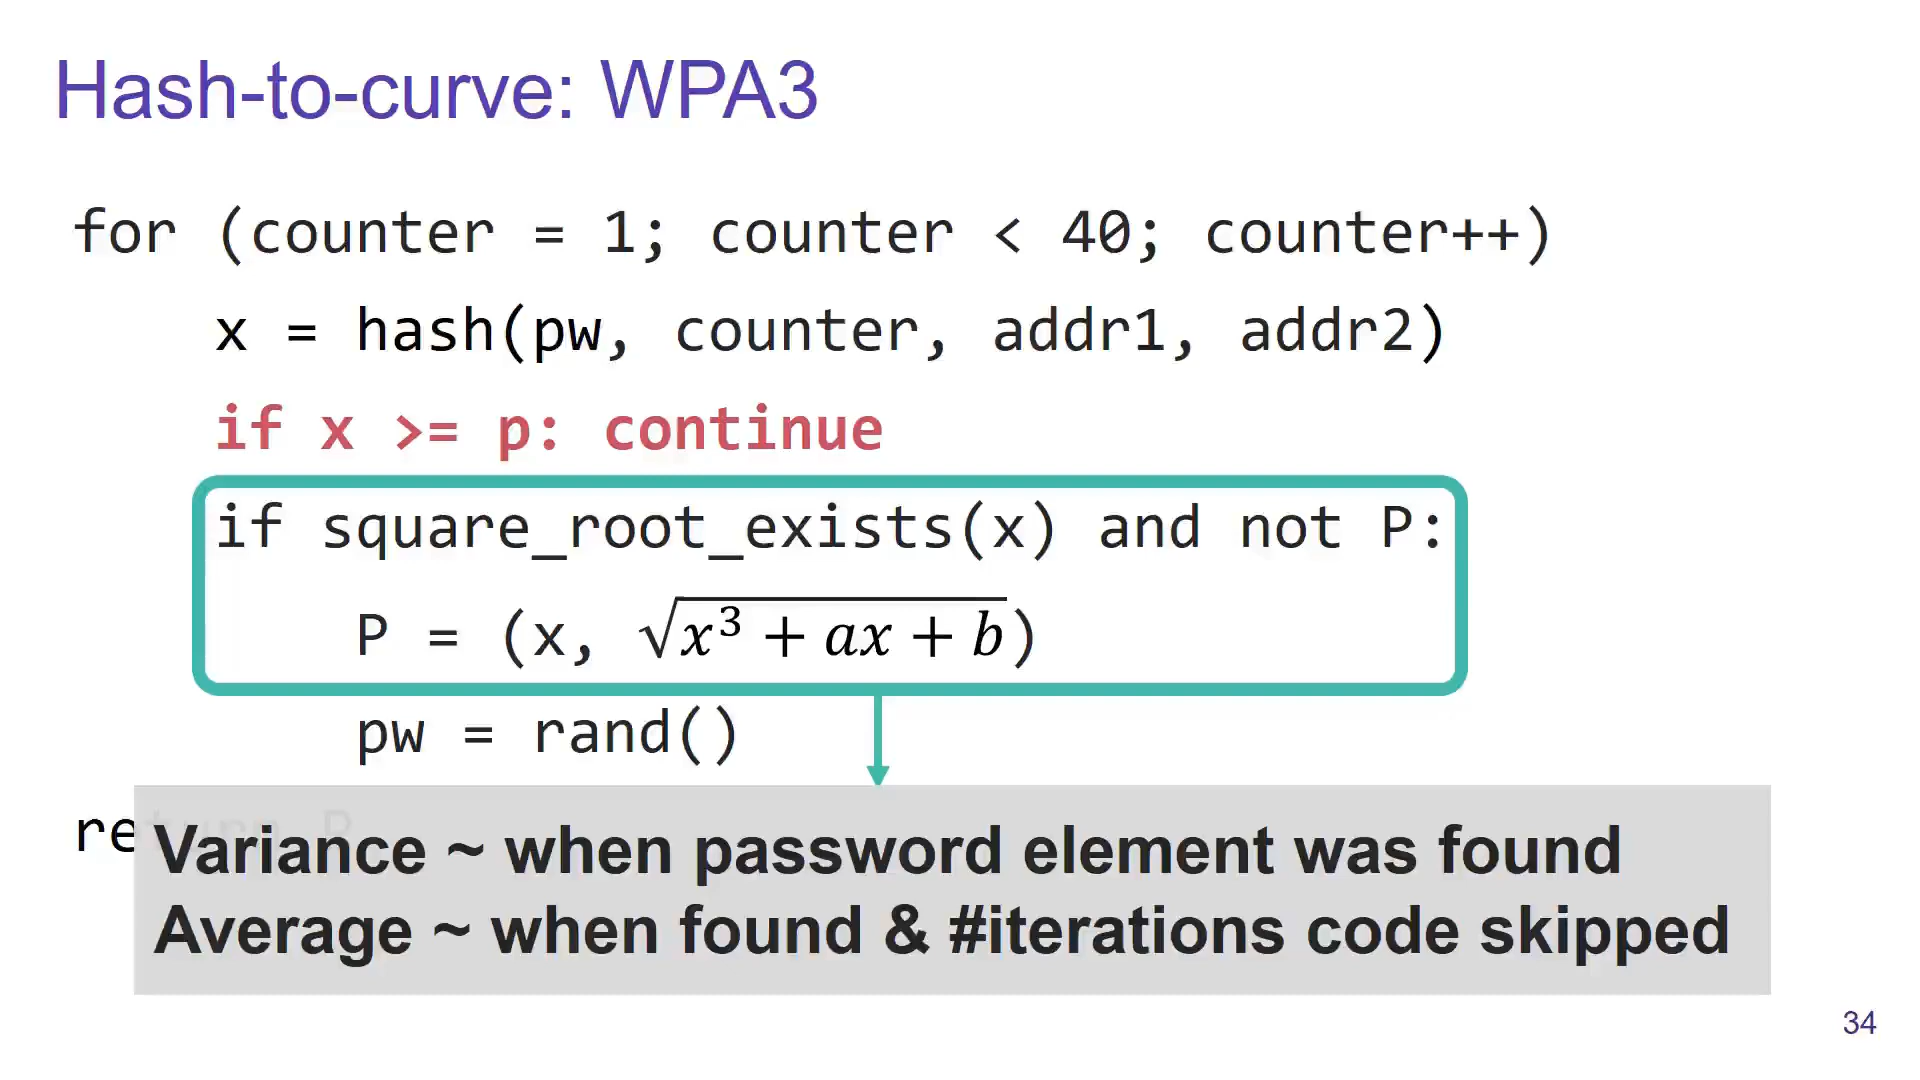 Hash-to-curve: WPA3
for (counter = 1; counter < 40; counter++)
x = hash(pw, counter, addr1, addr2)
if x >= p: continue
if square_root_exists(x) and not P:
P = (x, √x³ + ax + b)
pw = rand()
return P
Variance ~ when password element was found
Average ~ when found & #iterations code skipped
34